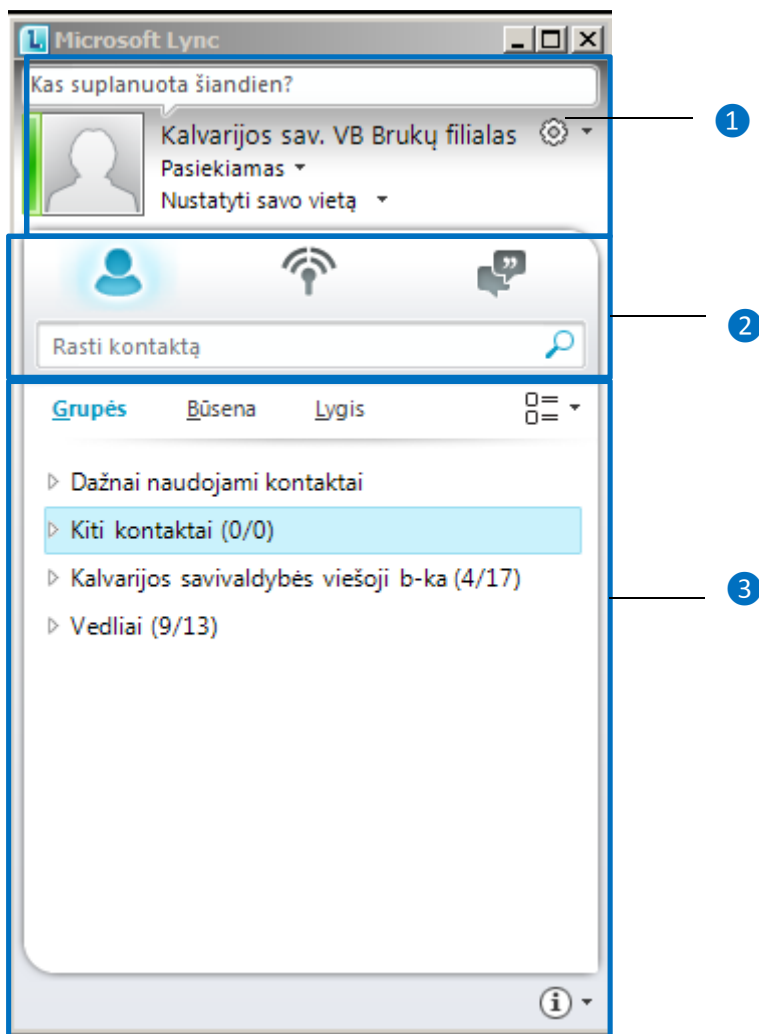 Microsoft Lync
Kas suplanuota šiandien?
1
Kalvarijos sav. VB Brukų filialas
Pasiekiamas
Nustatyti savo vietą
2
Rasti kontaktą
Grupės Būsena Lygis
Dažnai naudojami kontaktai
Kiti kontaktai (0/0)
Kalvarijos savivaldybės viešoji b-ka (4/17)
3
Vedliai (9/13)